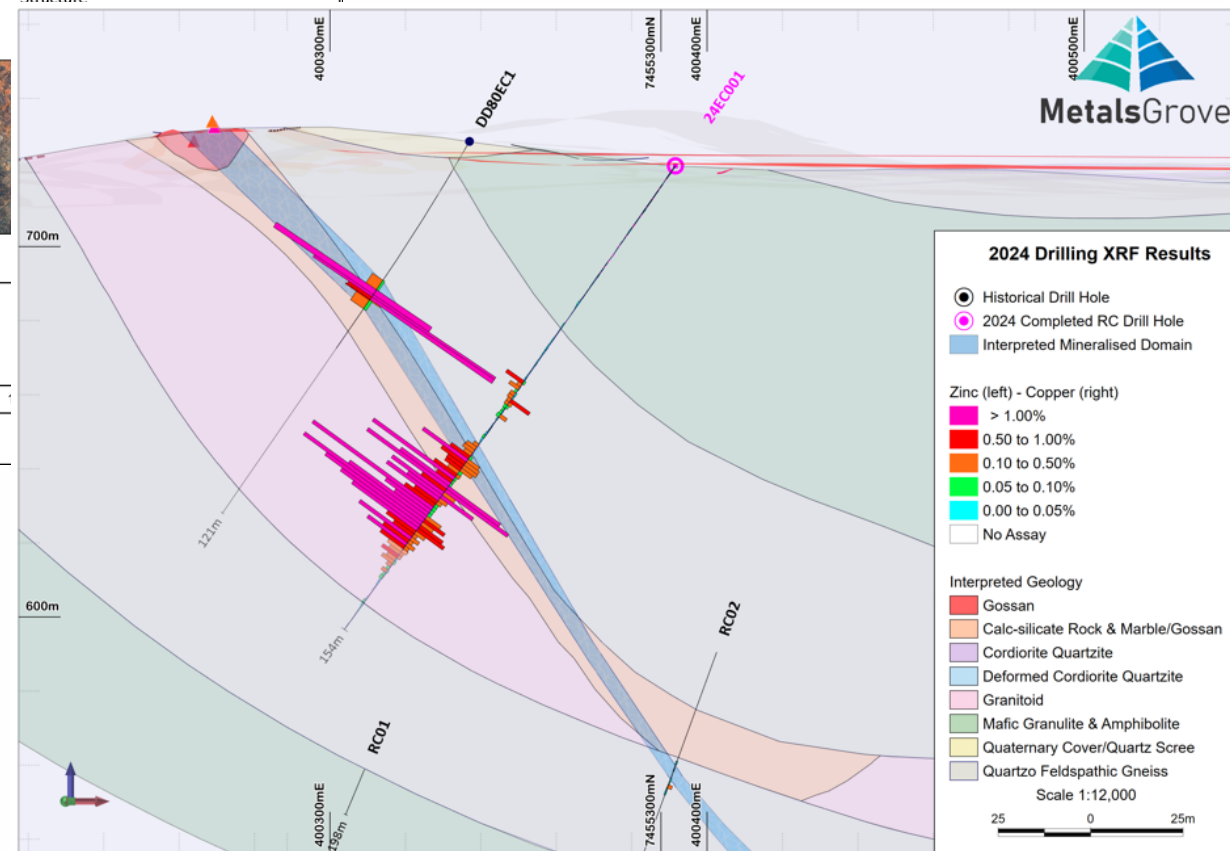 400300mE
7455300mN
400400mE
400500mE
MetalsGrove
DD80EC1
24EC001
700m
600m
121m
154m
RC02
RC01
198m
400300mE
7455300mN
400400mE
2024 Drilling XRF Results
Historical Drill Hole
2024 Completed RC Drill Hole
Interpreted Mineralised Domain
Zinc (left) - Copper (right)
> 1.00%
0.50 to 1.00%
0.10 to 0.50%
0.05 to 0.10%
0.00 to 0.05%
No Assay
Interpreted Geology
Gossan
Calc-silicate Rock & Marble/Gossan
Cordiorite Quartzite
Deformed Cordiorite Quartzite
Granitoid
Mafic Granulite & Amphibolite
Quaternary Cover/Quartz Scree
Quartzo Feldspathic Gneiss
Scale 1:12,000
25 0 25m